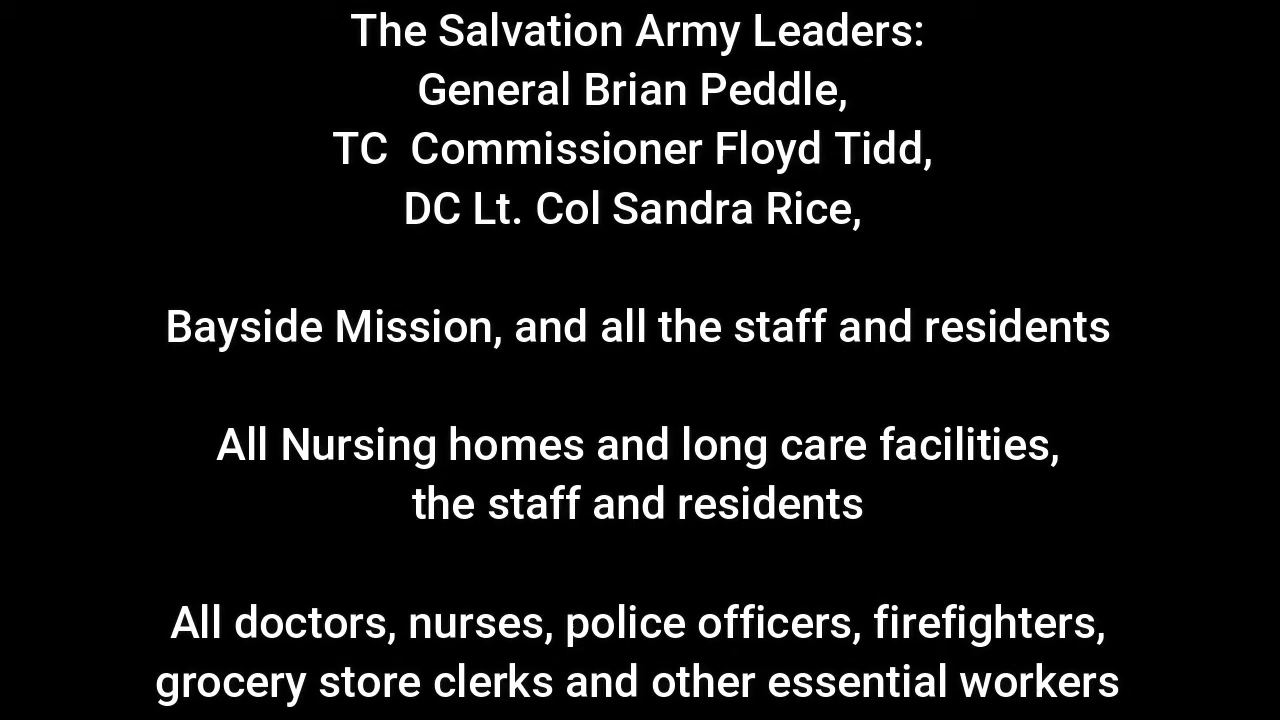 The Salvation Army Leaders:
General Brian Peddle,
TC  Commissioner Floyd Tidd,
DC Lt. Col Sandra Rice,
Bayside Mission, and all the staff and residents
All Nursing homes and long care facilities,
the staff and residents
All doctors, nurses, police officers, firefighters,
grocery store clerks and other essential workers